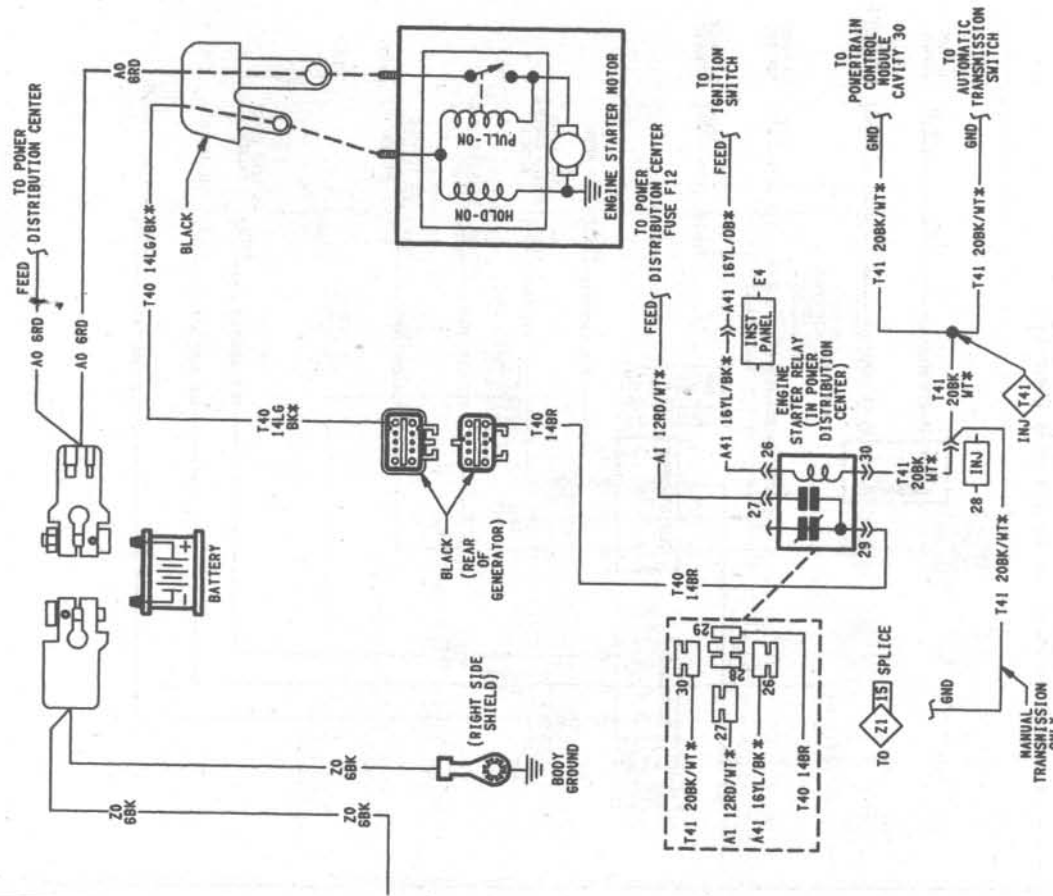 TO POWER
DISTRIBUTION CENTER
FEED
A0 6RD
A0 6RD
A0
6RD
T40 14LG/BK*
BLACK
BATTERY
+
-
PULL-ON
HOLD-ON
ENGINE STARTER MOTOR
T40
14LG
BK*
BLACK
(REAR
OF
GENERATOR)
T40
14BR
TO POWER
DISTRIBUTION CENTER
FUSE F12
FEED
A1 12RD/WT*
TO
IGNITION
SWITCH
FEED
A41 16YL/DB*
INST
PANEL
E4
A41 16YL/BK*
ENGINE
STARTER RELAY
(IN POWER
DISTRIBUTION
CENTER)
26
27
30
29
T40
14BR
TO
POWERTRAIN
CONTROL
MODULE
CAVITY 30
GND
T41 20BK/WT*
TO
AUTOMATIC
TRANSMISSION
SWITCH
GND
T41 20BK/WT*
T41
20BK
WT*
T41
INJ
T41
20BK
WT*
28
INJ
T41 20BK/WT*
GND
MANUAL
TRANSMISSION
Z0
6BK
Z0
6BK
(RIGHT SIDE
SHIELD)
BODY
GROUND
29
30
28
27
26
T41 20BK/WT*
A1 12RD/WT*
A41 16YL/BK*
T40 14BR
TO
Z1
IS
SPLICE